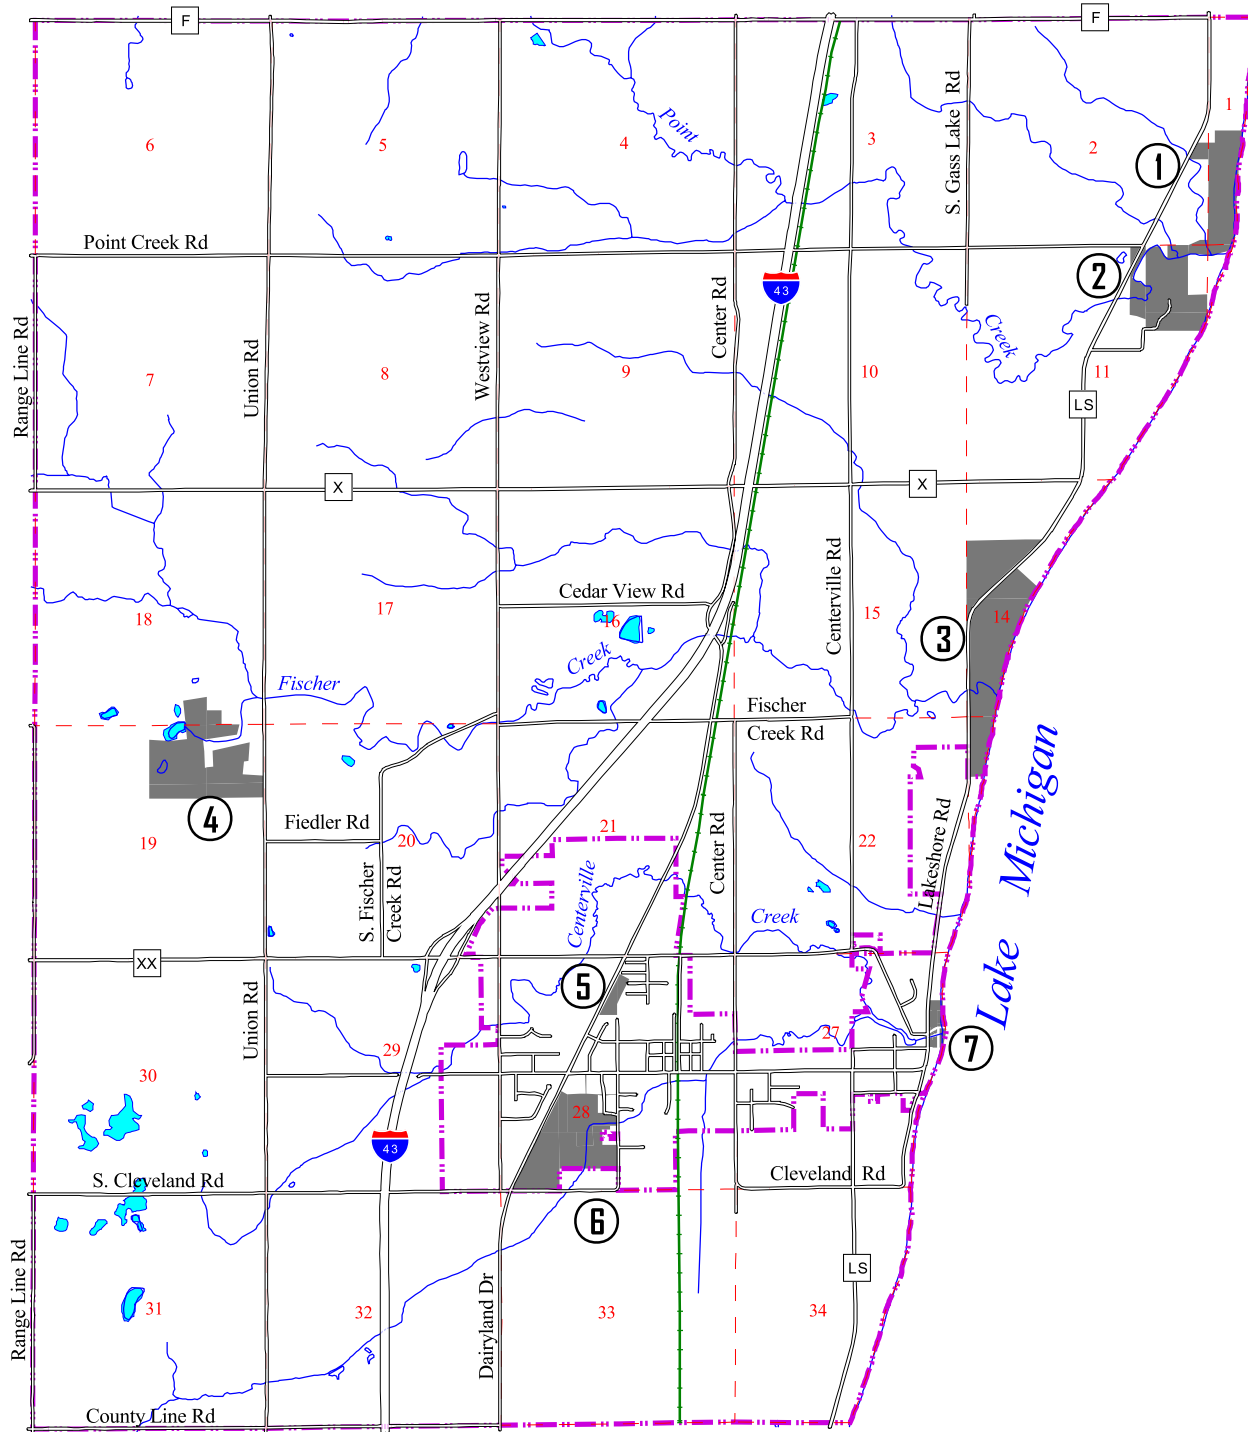 F
F
S. Gass Lake Rd
1
Point
6
5
4
3
2
1
Point Creek Rd
2
43
Center Rd
Westview Rd
Range Line Rd
Union Rd
Creek
7
8
9
10
11
LS
X
X
Cedar View Rd
Centerville Rd
18
17
16
15
14
3
Creek
Fischer
Fischer
Creek Rd
Lake Michigan
4
Fiedler Rd
19
20
21
22
Center Rd
Lakeshore Rd
S. Fischer
Creek Rd
Centerville
Creek
XX
5
Union Rd
27
7
29
30
28
43
S. Cleveland Rd
Cleveland Rd
6
LS
Range Line Rd
Dairyland Dr
31
32
33
34
County Line Rd